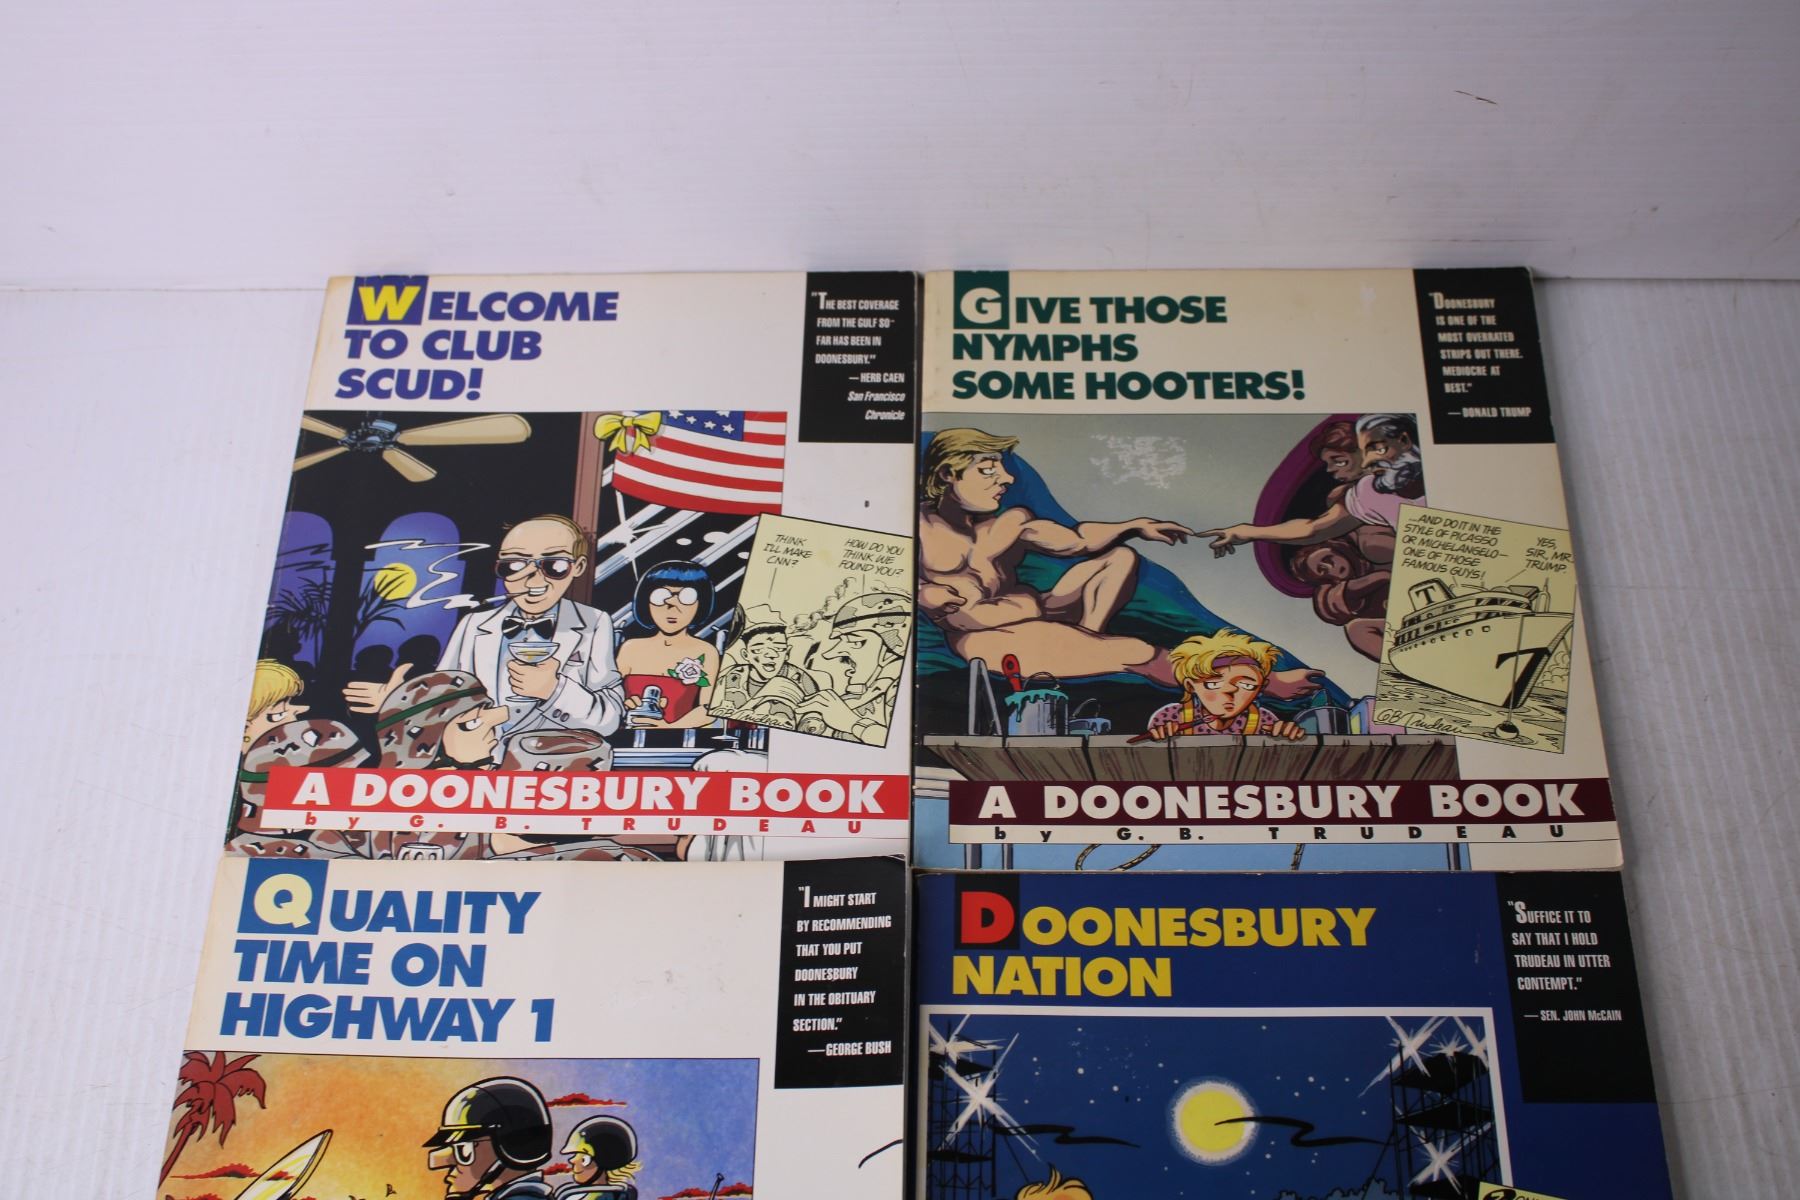 WELCOME
TO CLUB
SCUD!
"THE BEST COVERAGE
FROM THE GULF SO-
FAR HAS BEEN IN
DOONESBURY."
— HERB CAEN
San Francisco
Chronicle
THINK
I'LL MAKE
CNN?
HOW DO YOU
THINK WE
FOUND YOU?
GB Trudeau
A DOONESBURY BOOK
by G. B. TRUDEAU
GIVE THOSE
NYMPHS
SOME HOOTERS!
"DOONESBURY
IS ONE OF THE
MOST OVERRATED
STRIPS OUT THERE.
MEDIOCRE AT
BEST."
— DONALD TRUMP
...AND DO IT IN THE
STYLE OF PICASSO
OR MICHELANGELO—
ONE OF THOSE
FAMOUS GUYS!
YES,
SIR, MR.
TRUMP.
T
T
GB Trudeau
A DOONESBURY BOOK
by G. B. TRUDEAU
QUALITY
TIME ON
HIGHWAY 1
"I MIGHT START
BY RECOMMENDING
THAT YOU PUT
DOONESBURY
IN THE OBITUARY
SECTION."
— GEORGE BUSH
DOONESBURY
NATION
"SUFFICE IT TO
SAY THAT I HOLD
TRUDEAU IN UTTER
CONTEMPT."
— SEN. JOHN McCAIN